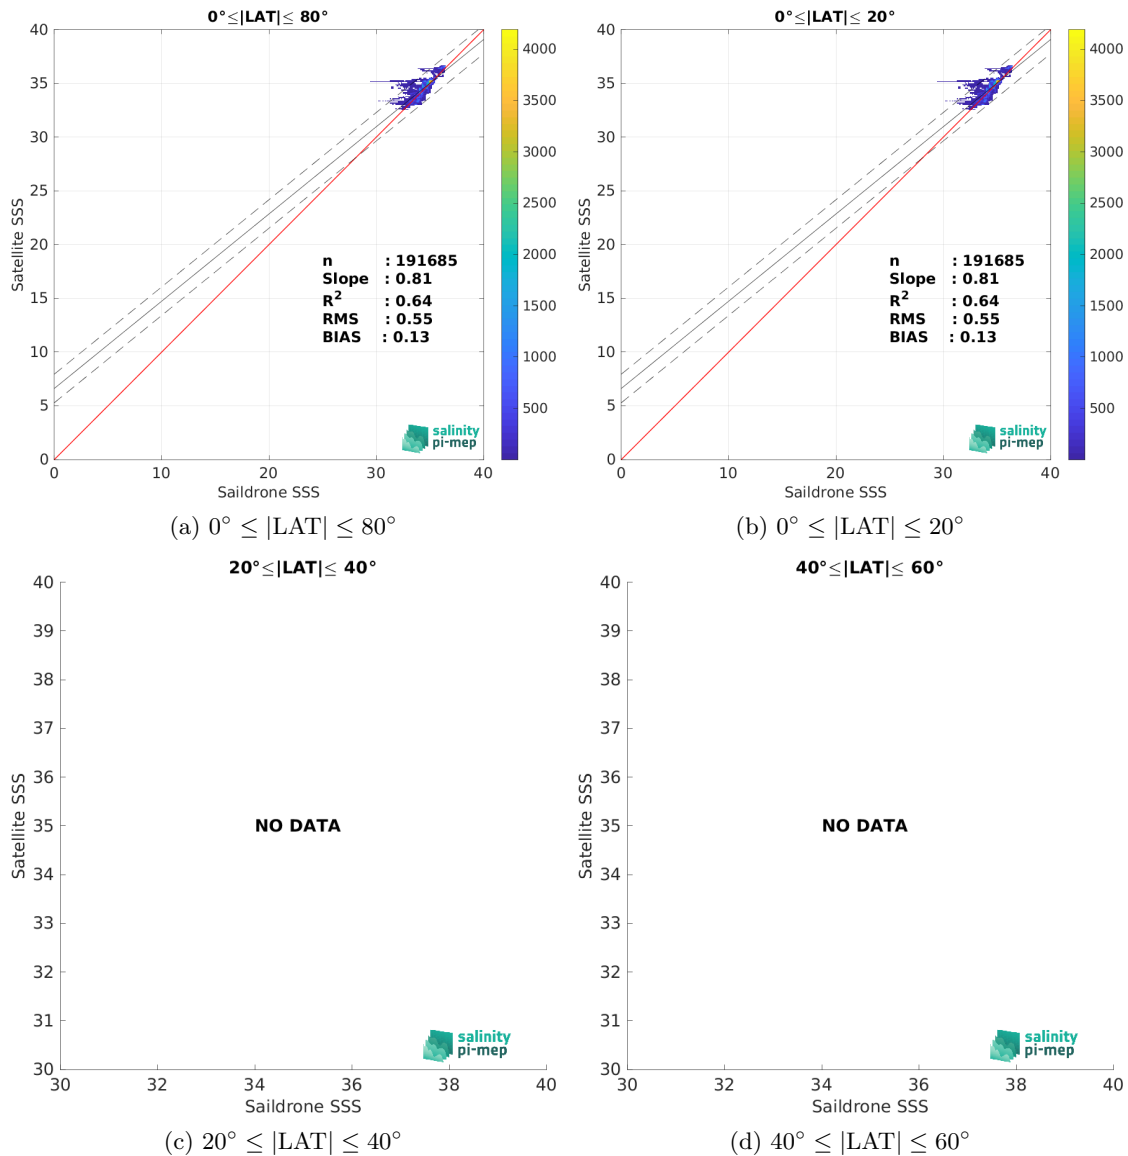 0°≤|LAT|≤ 80°
40
35
30
25
20
15
10
5
0
0
10
20
30
40
Satellite SSS
Saildrone SSS
n : 191685
Slope : 0.81
R² : 0.64
RMS : 0.55
BIAS : 0.13
salinity
pi-mep
4000
3500
3000
2500
2000
1500
1000
500
(a) 0° ≤ |LAT| ≤ 80°
0°≤|LAT|≤ 20°
40
35
30
25
20
15
10
5
0
0
10
20
30
40
Satellite SSS
Saildrone SSS
n : 191685
Slope : 0.81
R² : 0.64
RMS : 0.55
BIAS : 0.13
salinity
pi-mep
4000
3500
3000
2500
2000
1500
1000
500
(b) 0° ≤ |LAT| ≤ 20°
20°≤|LAT|≤ 40°
40
39
38
37
36
35
34
33
32
31
30
30
32
34
36
38
40
Satellite SSS
Saildrone SSS
NO DATA
salinity
pi-mep
(c) 20° ≤ |LAT| ≤ 40°
40°≤|LAT|≤ 60°
40
39
38
37
36
35
34
33
32
31
30
30
32
34
36
38
40
Satellite SSS
Saildrone SSS
NO DATA
salinity
pi-mep
(d) 40° ≤ |LAT| ≤ 60°